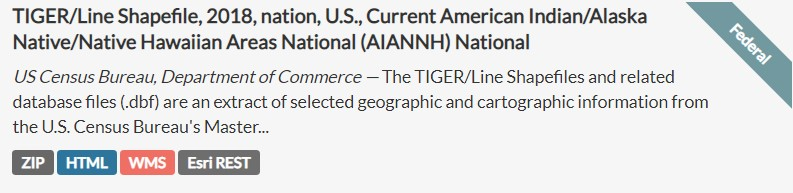 TIGER/Line Shapefile, 2018, nation, U.S., Current American Indian/Alaska
Native/Native Hawaiian Areas National (AIANNH) National
Federal
US Census Bureau, Department of Commerce — The TIGER/Line Shapefiles and related
database files (.dbf) are an extract of selected geographic and cartographic information from
the U.S. Census Bureau's Master...
ZIP HTML WMS Esri REST